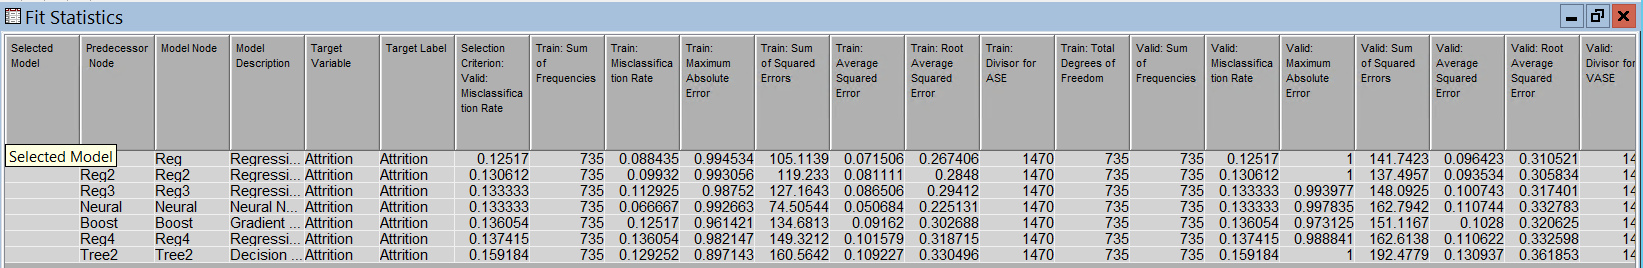 Fit Statistics
Selected Model | Predecessor Node | Model Node | Model Description | Target Variable | Target Label | Selection Criterion: Valid: Misclassifica tion Rate | Train: Sum of Frequencies | Train: Misclassifica tion Rate | Train: Maximum Absolute Error | Train: Sum of Squared Errors | Train: Average Squared Error | Train: Root Average Squared Error | Train: Divisor for ASE | Train: Total Degrees of Freedom | Valid: Sum of Frequencies | Valid: Misclassifica tion Rate | Valid: Maximum Absolute Error | Valid: Sum of Squared Errors | Valid: Average Squared Error | Valid: Root Average Squared Error | Valid: Divisor for VASE
Selected Model
Reg Regressi... Attrition Attrition 0.12517 735 0.088435 0.994534 105.1139 0.071506 0.267406 1470 735 735 0.12517 1 141.7423 0.096423 0.310521 14
Reg2 Reg2 Regressi... Attrition Attrition 0.130612 735 0.09932 0.993056 119.233 0.081111 0.2848 1470 735 735 0.130612 1 137.4957 0.093534 0.305834 14
Reg3 Reg3 Regressi... Attrition Attrition 0.133333 735 0.112925 0.98752 127.1643 0.086506 0.29412 1470 735 735 0.133333 0.993977 148.0925 0.100743 0.317401 14
Neural Neural Neural N... Attrition Attrition 0.133333 735 0.066667 0.992663 74.50544 0.050684 0.225131 1470 735 735 0.133333 0.997835 162.7942 0.110744 0.332783 14
Boost Boost Gradient ... Attrition Attrition 0.136054 735 0.12517 0.961421 134.6813 0.09162 0.302688 1470 735 735 0.136054 0.973125 151.1167 0.1028 0.320625 14
Reg4 Reg4 Regressi... Attrition Attrition 0.137415 735 0.136054 0.982147 149.3212 0.101579 0.318715 1470 735 735 0.137415 0.988841 162.6138 0.110622 0.332598 14
Tree2 Tree2 Decision ... Attrition Attrition 0.159184 735 0.129252 0.897143 160.5642 0.109227 0.330496 1470 735 735 0.159184 1 192.4779 0.130937 0.361853 14